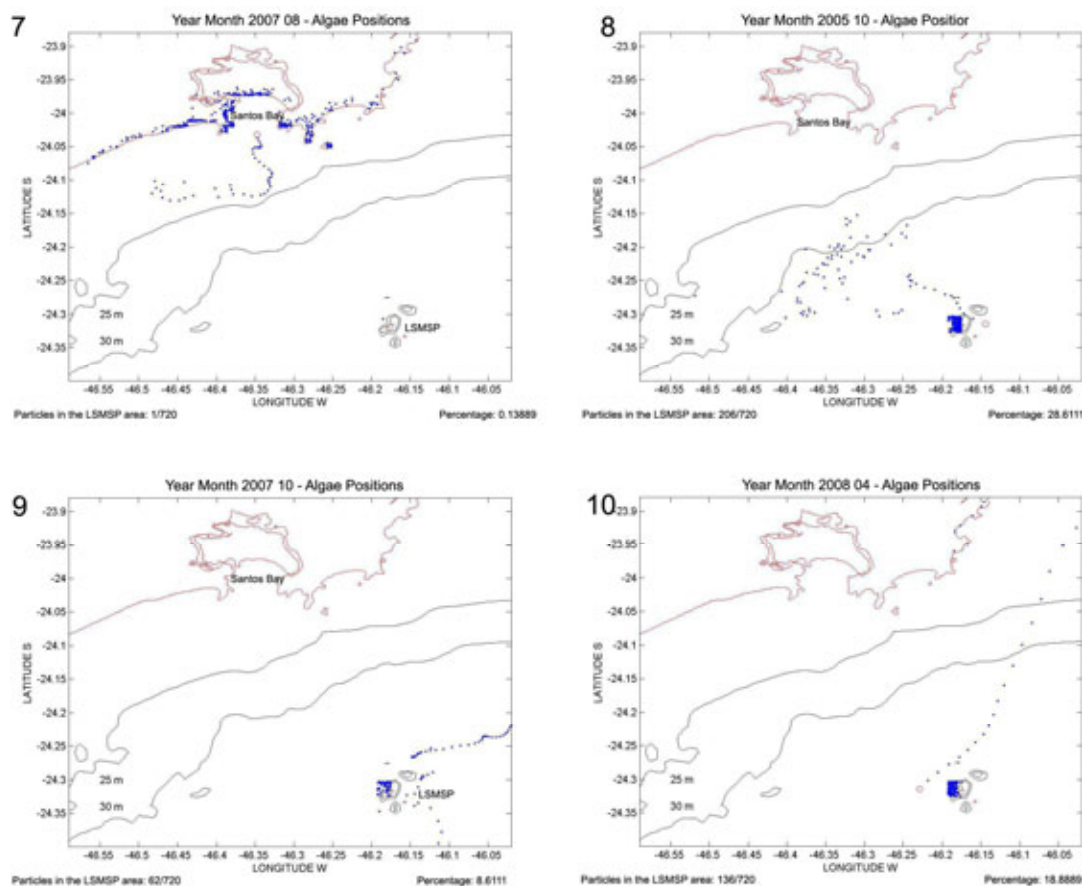 7
Year Month 2007 08 - Algae Positions
-23.9
-23.95
-24
-24.05
-24.1
-24.15
-24.2
-24.25
-24.3
-24.35
LATITUDE S
Santos Bay
LSMSP
25 m
30 m
-46.55 -46.5 -46.45 -46.4 -46.35 -46.3 -46.25 -46.2 -46.15 -46.1 -46.05
LONGITUDE W
Particles in the LSMSP area: 1/720 Percentage: 0.13889
8
Year Month 2005 10 - Algae Positior
-23.9
-23.95
-24
-24.05
-24.1
-24.15
-24.2
-24.25
-24.3
-24.35
LATITUDE S
Santos Bay
25 m
30 m
-46.55 -46.5 -46.45 -46.4 -46.35 -46.3 -46.25 -46.2 -46.15 -46.1 -46.05
LONGITUDE W
Particles in the LSMSP area: 206/720 Percentage: 28.6111
9
Year Month 2007 10 - Algae Positions
-23.9
-23.95
-24
-24.05
-24.1
-24.15
-24.2
-24.25
-24.3
-24.35
LATITUDE S
Santos Bay
LSMSP
25 m
30 m
-46.55 -46.5 -46.45 -46.4 -46.35 -46.3 -46.25 -46.2 -46.15 -46.1 -46.05
LONGITUDE W
Particles in the LSMSP area: 62/720 Percentage: 8.6111
10
Year Month 2008 04 - Algae Positions
-23.9
-23.95
-24
-24.05
-24.1
-24.15
-24.2
-24.25
-24.3
-24.35
LATITUDE S
Santos Bay
25 m
30 m
-46.55 -46.5 -46.45 -46.4 -46.35 -46.3 -46.25 -46.2 -46.15 -46.1 -46.05
LONGITUDE W
Particles in the LSMSP area: 136/720 Percentage: 18.8889